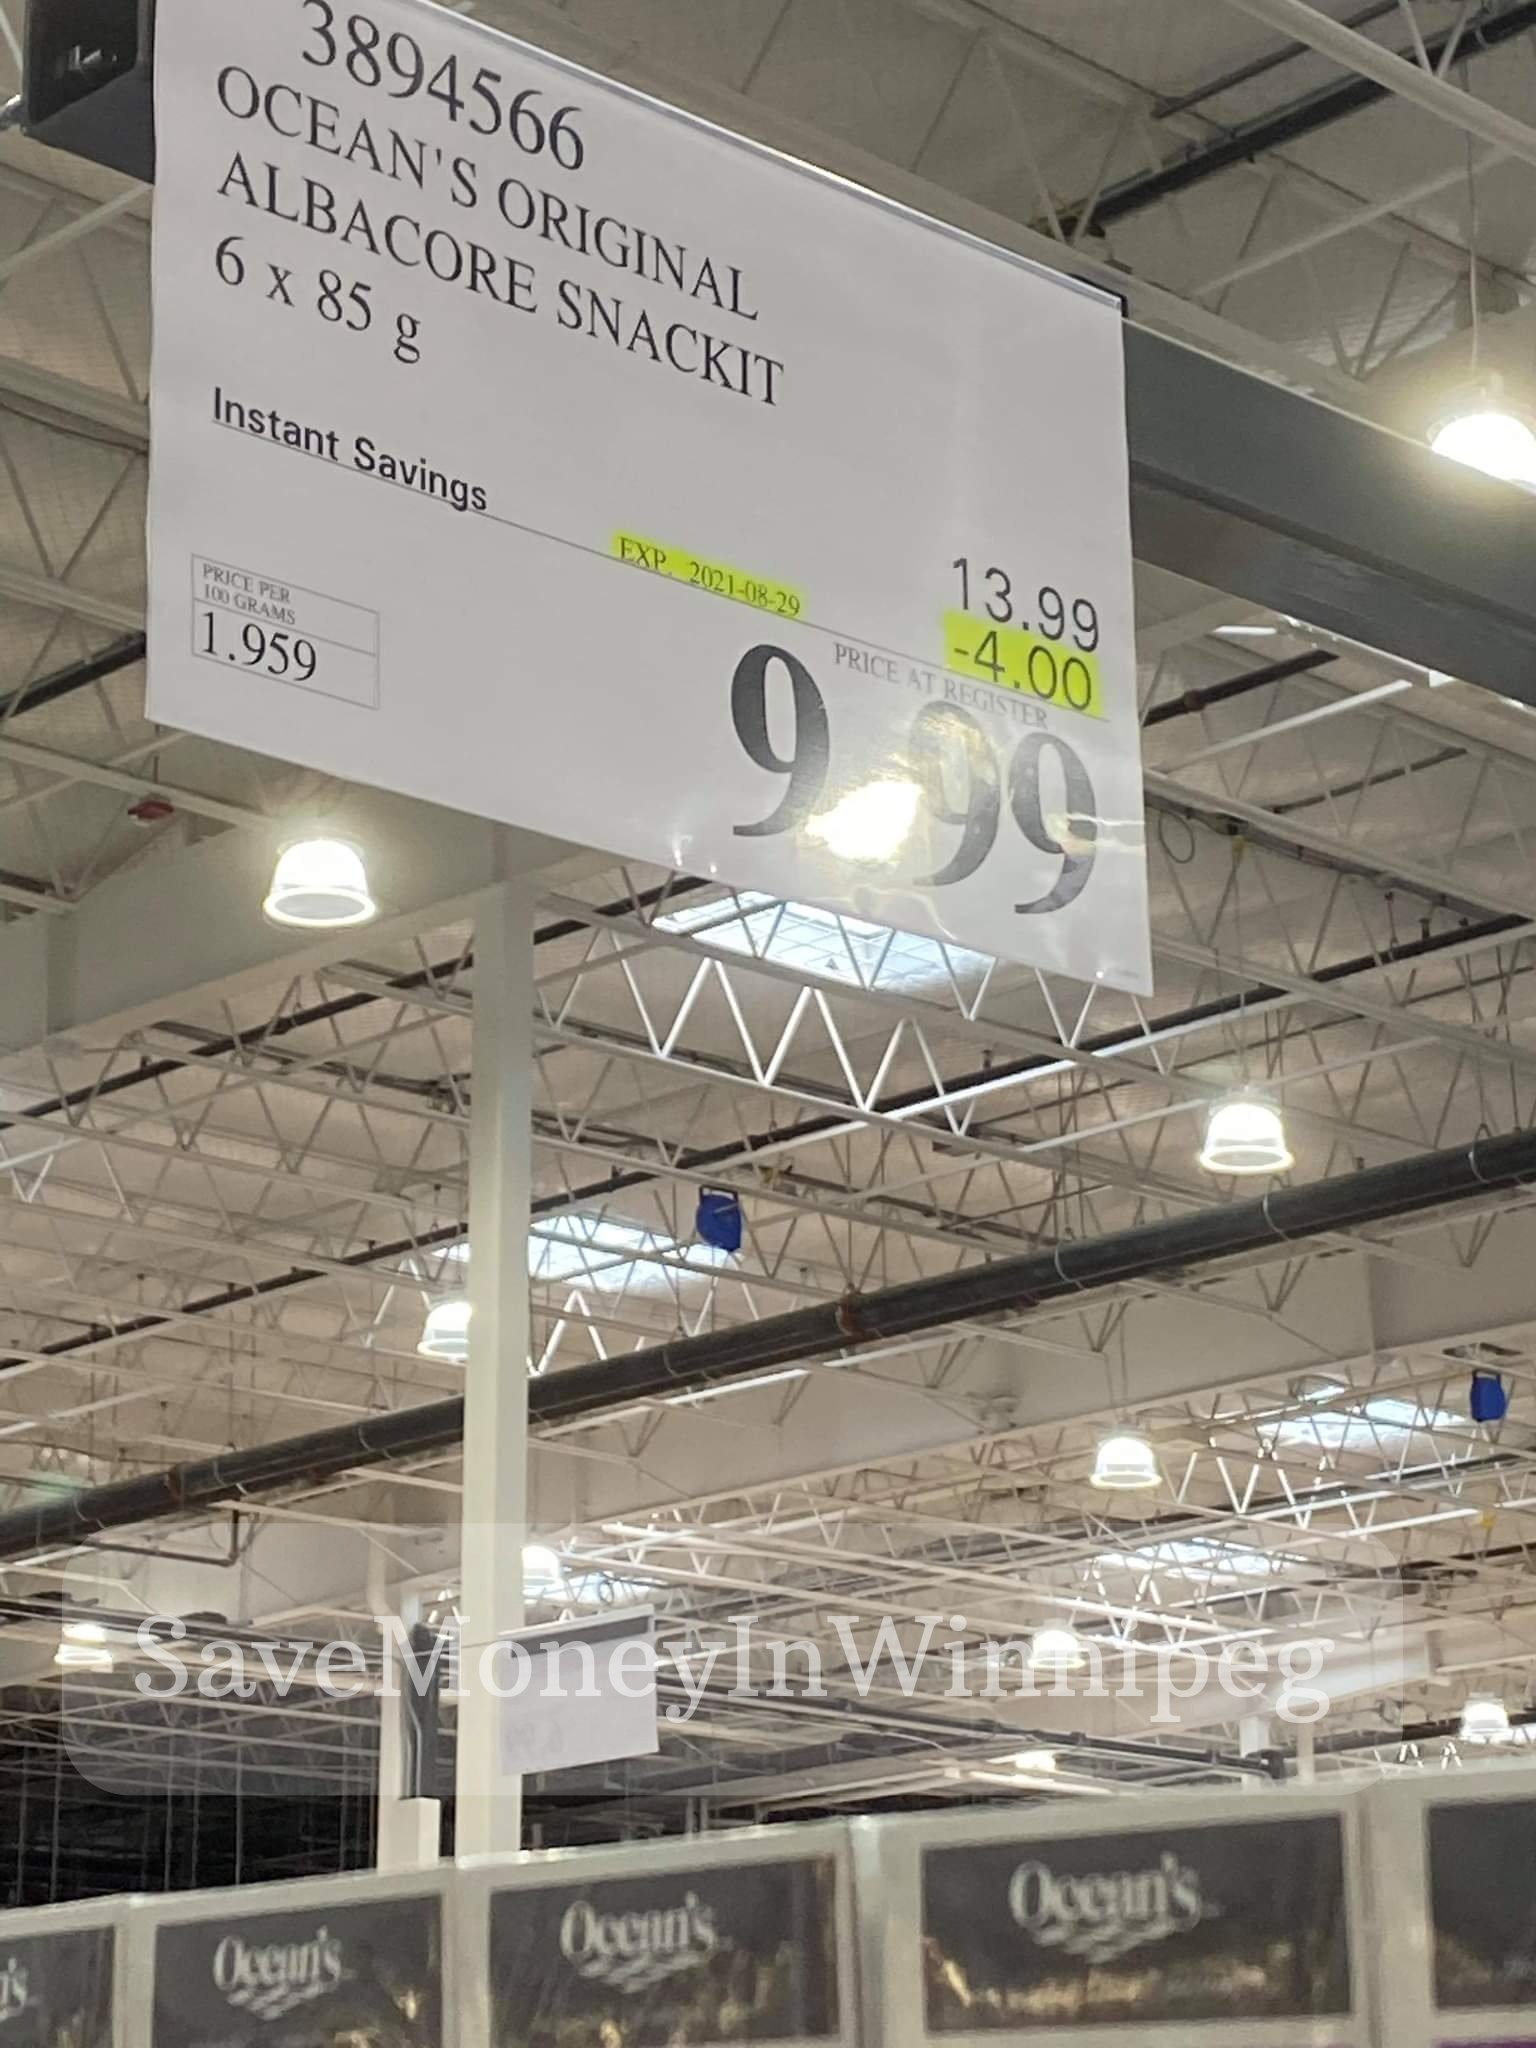 3894566
OCEAN'S ORIGINAL
ALBACORE SNACKIT
6 x 85 g
Instant Savings
EXP. 2021-08-29
13.99
-4.00
PRICE PER
100 GRAMS
1.959
PRICE AT REGISTER
9.99
SaveMoneyInWinnipeg
Ocean's
Ocean's
Ocean's